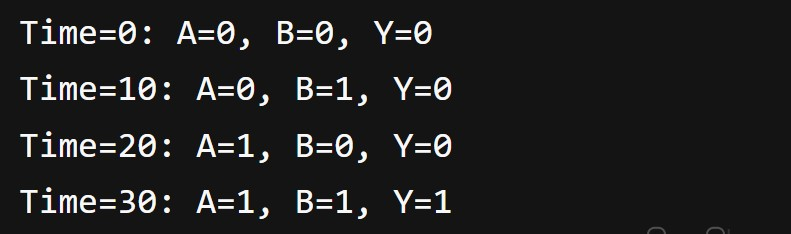 Time=0: A=0, B=0, Y=0
Time=10: A=0, B=1, Y=0
Time=20: A=1, B=0, Y=0
Time=30: A=1, B=1, Y=1